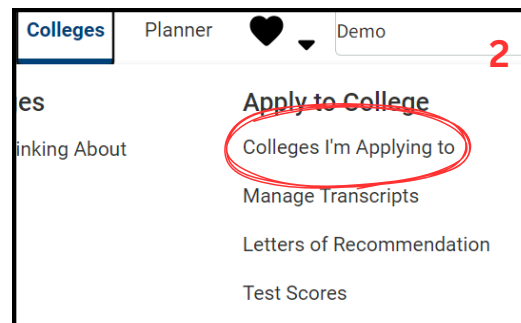 Colleges Planner Demo
2
es
inking About
Apply to College
Colleges I'm Applying to
Manage Transcripts
Letters of Recommendation
Test Scores